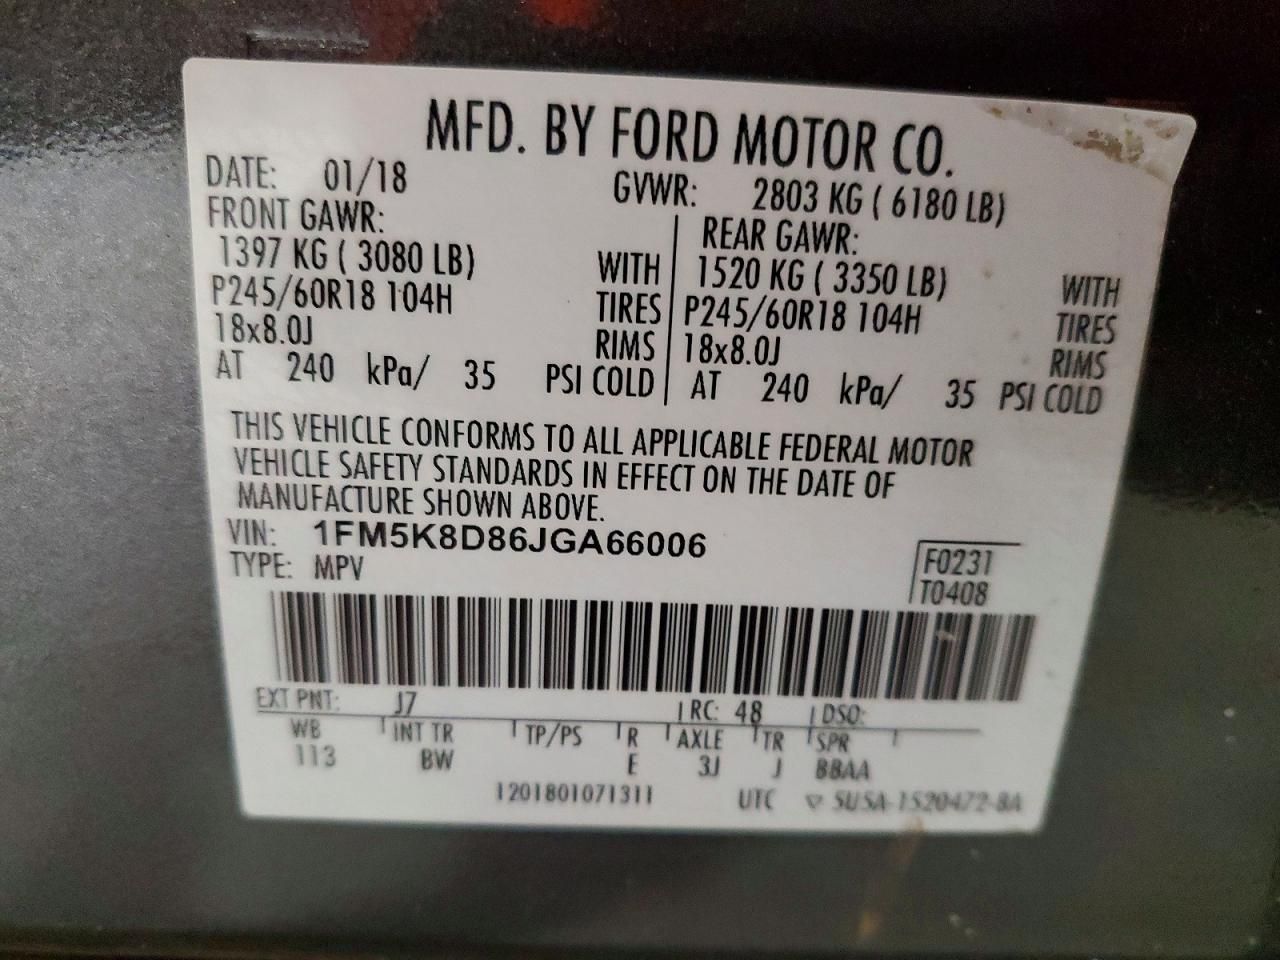 MFD. BY FORD MOTOR CO.
DATE: 01/18 GVWR: 2803 KG ( 6180 LB)
FRONT GAWR: REAR GAWR:
1397 KG ( 3080 LB) WITH 1520 KG ( 3350 LB) WITH
P245/60R18 104H TIRES P245/60R18 104H TIRES
18x8.0J RIMS 18x8.0J RIMS
AT 240 kPa/ 35 PSI COLD AT 240 kPa/ 35 PSI COLD
THIS VEHICLE CONFORMS TO ALL APPLICABLE FEDERAL MOTOR
VEHICLE SAFETY STANDARDS IN EFFECT ON THE DATE OF
MANUFACTURE SHOWN ABOVE.
VIN: 1FM5K8D86JGA66006
TYPE: MPV F0231
T0408
EXT PNT: J7 RC: 48 DSO:
WB INT TR TP/PS R AXLE TR SPR
113 BW E 3J J BBAA
1201801071311 UTC ▽ 5U5A-1520472-BA